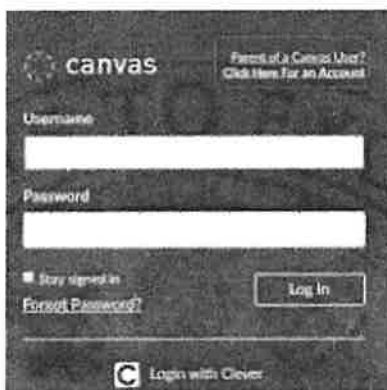 canvas
Parent of a Canvas User?
Click Here For an Account
Username
Password
Stay signed in
Forgot Password?
Log In
C Login with Clever